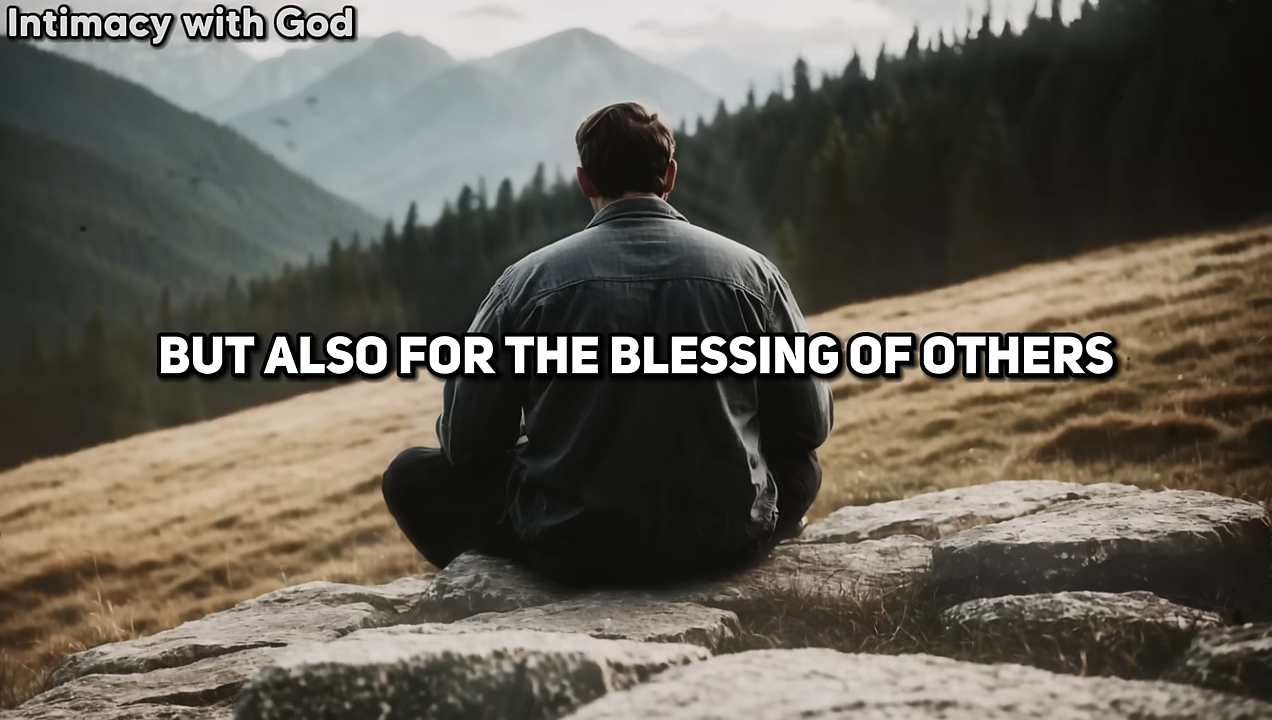 Intimacy with God
BUT ALSO FOR THE BLESSING OF OTHERS